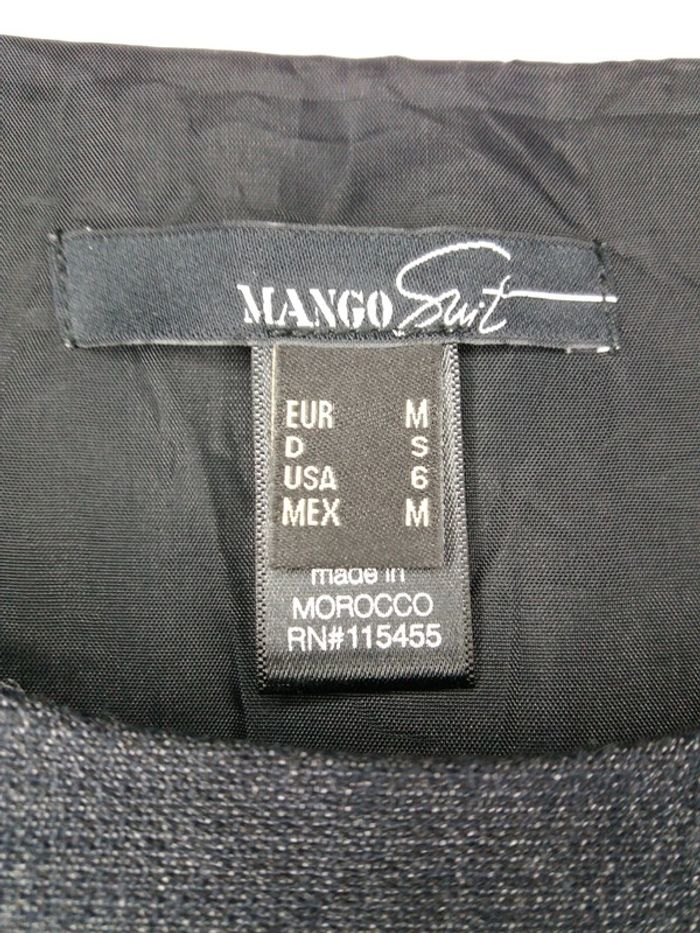 MANGO Suit
EUR M
D S
USA 6
MEX M
made in
MOROCCO
RN#115455